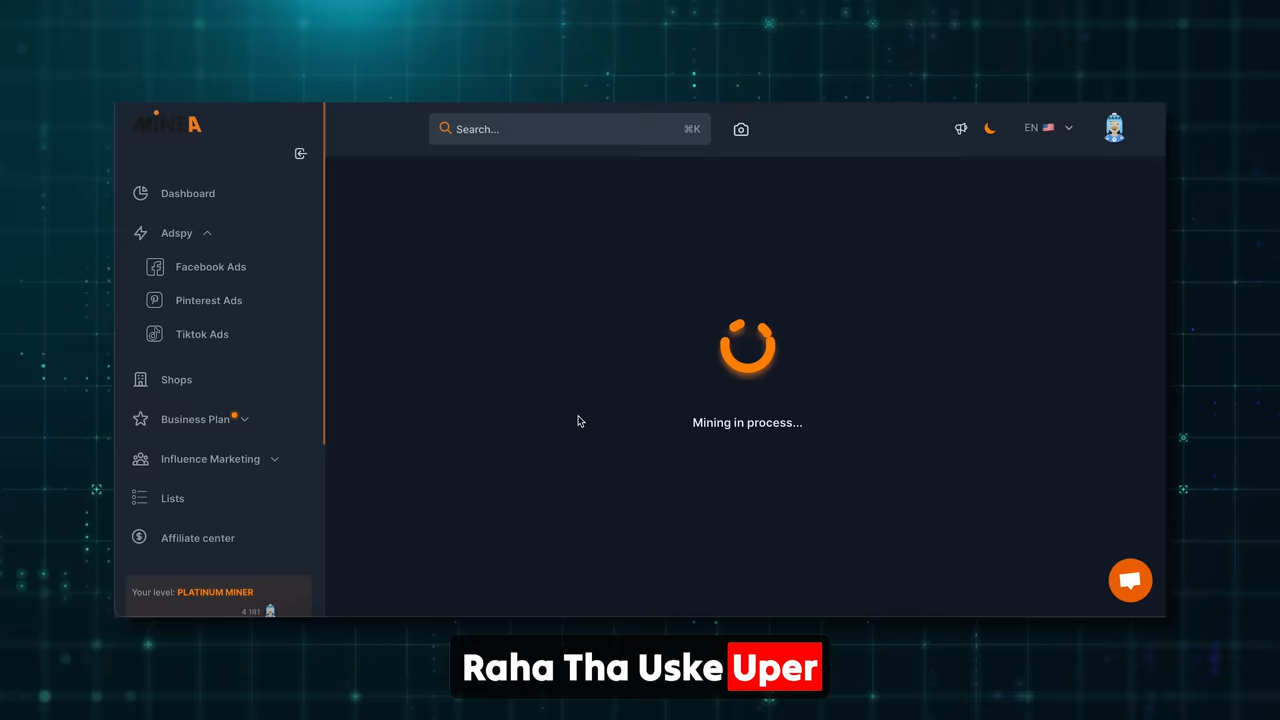 MINEA
Search... ⌘K
EN
Dashboard
Adspy
Facebook Ads
Pinterest Ads
Tiktok Ads
Shops
Business Plan
Influence Marketing
Lists
Affiliate center
Your level: PLATINUM MINER
4 181
Mining in process...
Raha Tha Uske Uper